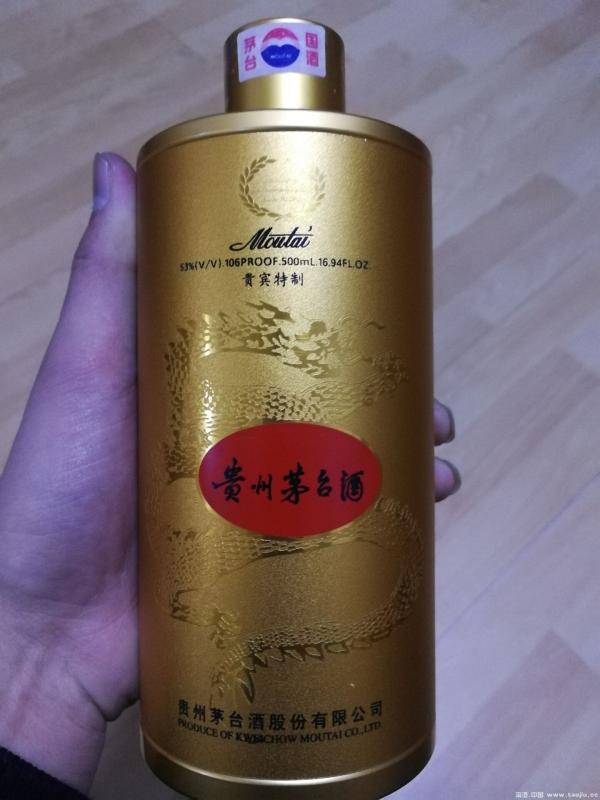 茅台 国酒
MOUTAI
Moutai
53%(V/V).106PROOF.500mL.16.94FL.OZ.
贵宾特制
贵州茅台酒
贵州茅台酒股份有限公司
PRODUCE OF KWEICHOW MOUTAI CO.,LTD.